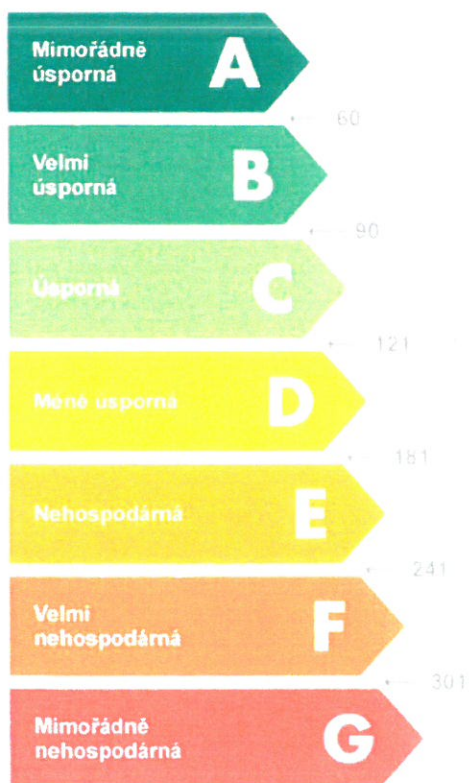 Mimořádně
úsporná
A
60
Velmi
úsporná
B
90
Úsporná
C
121
Méně úsporná
D
181
Nehospodárná
E
241
Velmi
nehospodárná
F
301
Mimořádně
nehospodárná
G